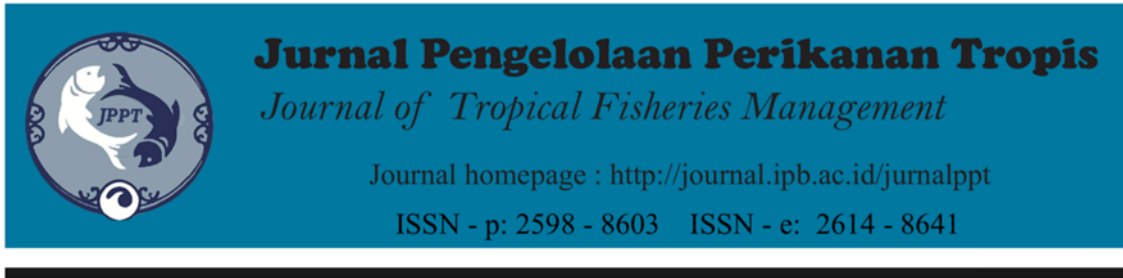 JPPT
Jurnal Pengelolaan Perikanan Tropis
Journal of Tropical Fisheries Management
Journal homepage : http://journal.ipb.ac.id/jurnalppt
ISSN - p: 2598 - 8603 ISSN - e: 2614 - 8641